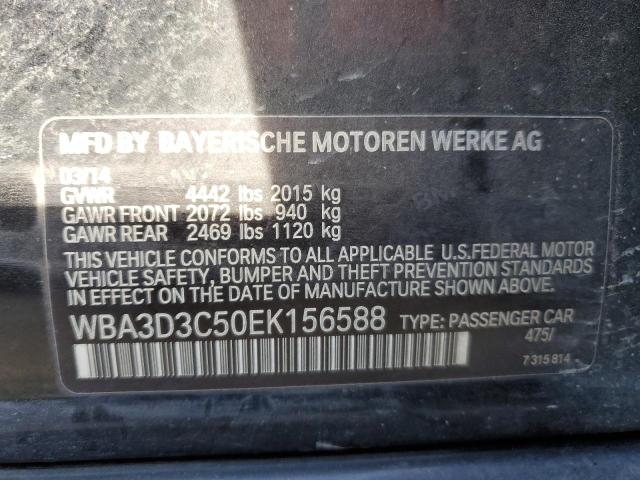 MFD BY BAYERISCHE MOTOREN WERKE AG
03/14
GVWR 4442 lbs 2015 kg
GAWR FRONT 2072 lbs 940 kg
GAWR REAR 2469 lbs 1120 kg
THIS VEHICLE CONFORMS TO ALL APPLICABLE U.S.FEDERAL MOTOR
VEHICLE SAFETY, BUMPER AND THEFT PREVENTION STANDARDS
IN EFFECT ON THE DATE OF MANUFACTURE SHOWN ABOVE.
WBA3D3C50EK156588 TYPE: PASSENGER CAR
475/
7 315 814